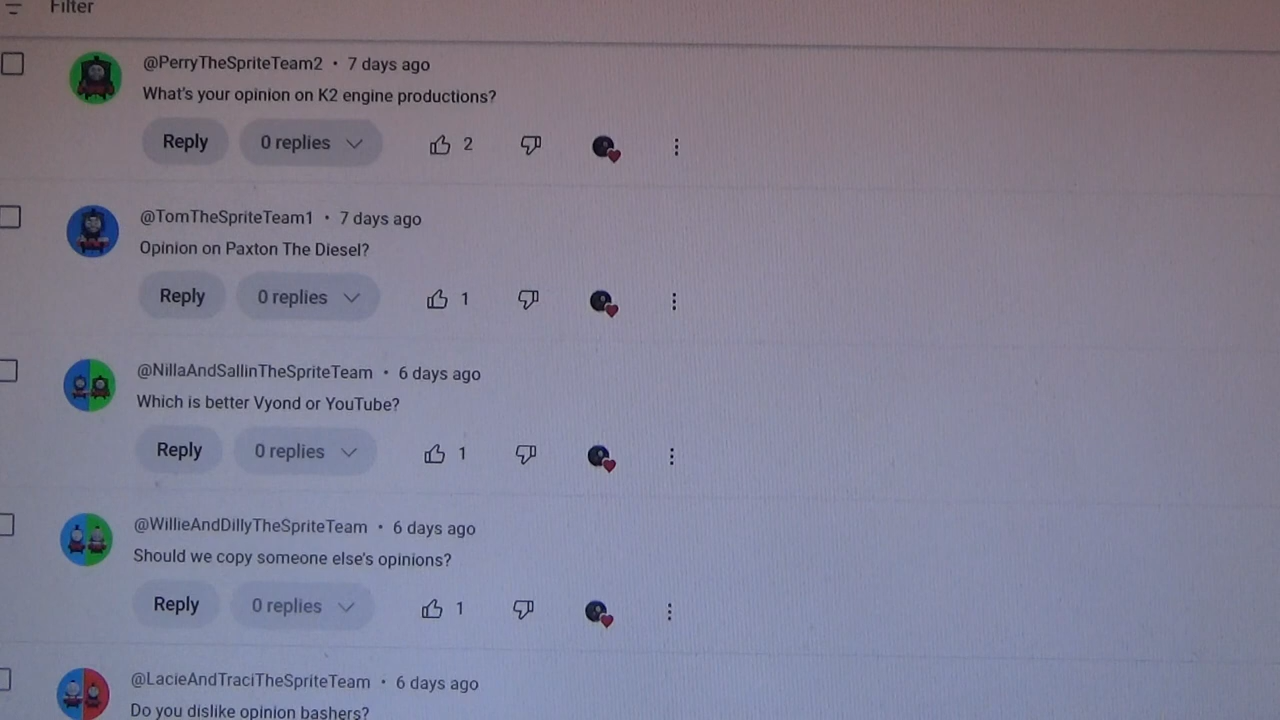 Filter
@PerryTheSpriteTeam2 • 7 days ago
What's your opinion on K2 engine productions?
Reply 0 replies 2
@TomTheSpriteTeam1 • 7 days ago
Opinion on Paxton The Diesel?
Reply 0 replies 1
@NillaAndSallinTheSpriteTeam • 6 days ago
Which is better Vyond or YouTube?
Reply 0 replies 1
@WillieAndDillyTheSpriteTeam • 6 days ago
Should we copy someone else's opinions?
Reply 0 replies 1
@LacieAndTraciTheSpriteTeam • 6 days ago
Do you dislike opinion bashers?